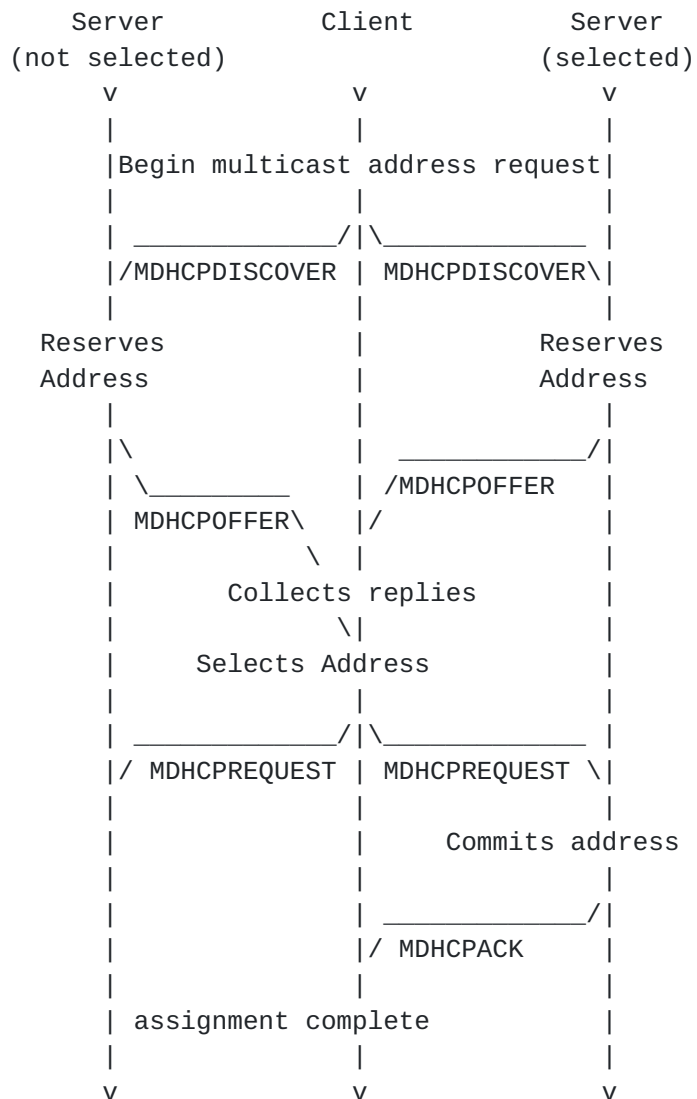 Server Client Server
(not selected) (selected)
v v v
Begin multicast address request
MDHCPDISCOVER MDHCPDISCOVER
Reserves Reserves
Address Address
MDHCPOFFER
MDHCPOFFER
Collects replies
Selects Address
MDHCPREQUEST MDHCPREQUEST
Commits address
MDHCPACK
assignment complete
v v v